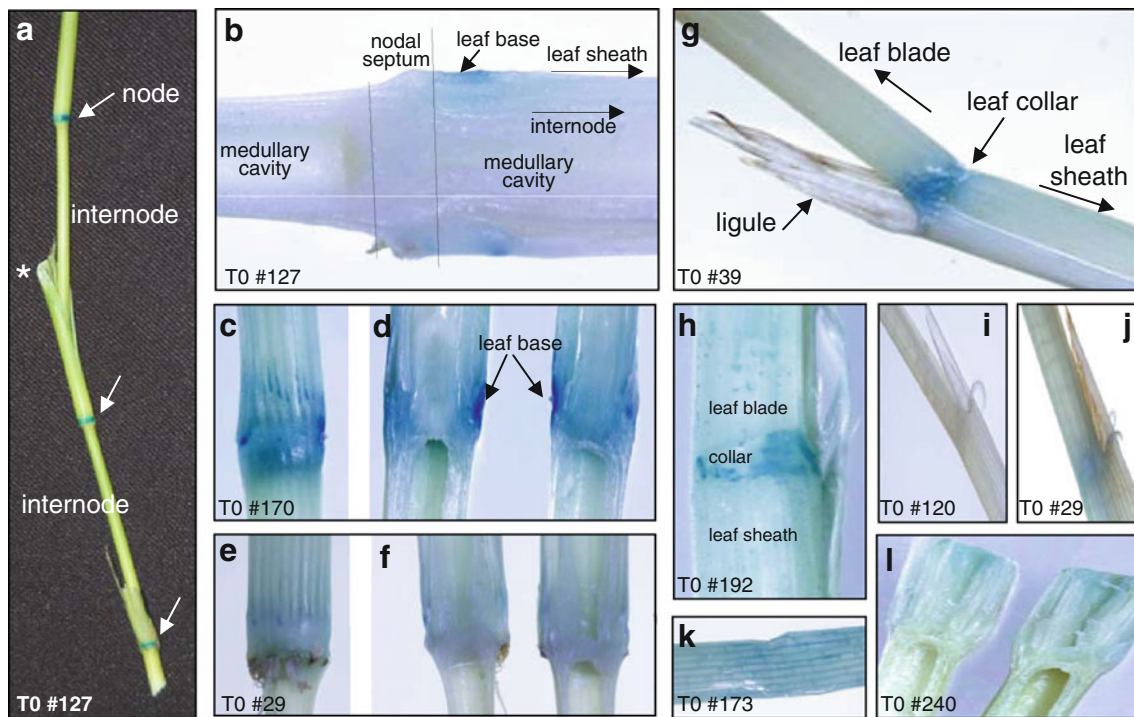 a
node
internode
*
internode
T0 #127
b
nodal
septum
leaf base
leaf sheath
internode
medullary
cavity
medullary
cavity
T0 #127
c
T0 #170
d
leaf base
e
T0 #29
f
g
leaf blade
leaf collar
leaf
sheath
ligule
T0 #39
h
leaf blade
collar
leaf sheath
T0 #192
i
T0 #120
j
T0 #29
k
T0 #173
l
T0 #240